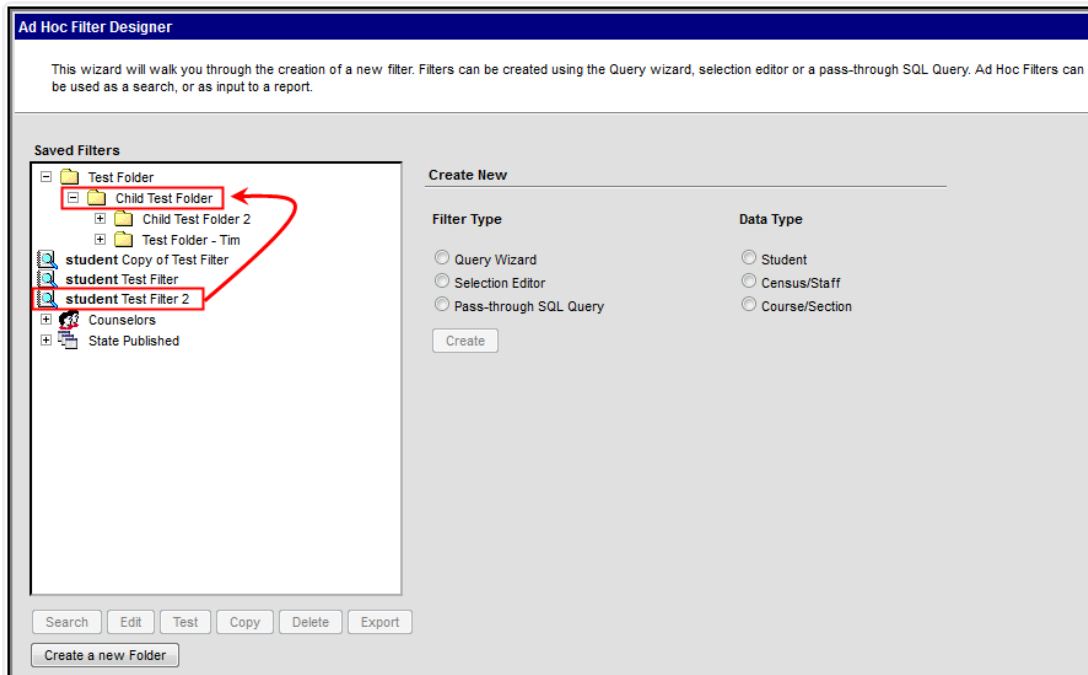 Ad Hoc Filter Designer
This wizard will walk you through the creation of a new filter. Filters can be created using the Query wizard, selection editor or a pass-through SQL Query. Ad Hoc Filters can
be used as a search, or as input to a report.
Saved Filters
Test Folder
Child Test Folder
Child Test Folder 2
Test Folder - Tim
student Copy of Test Filter
student Test Filter
student Test Filter 2
Counselors
State Published
Search Edit Test Copy Delete Export
Create a new Folder
Create New
Filter Type
Query Wizard
Selection Editor
Pass-through SQL Query
Create
Data Type
Student
Census/Staff
Course/Section